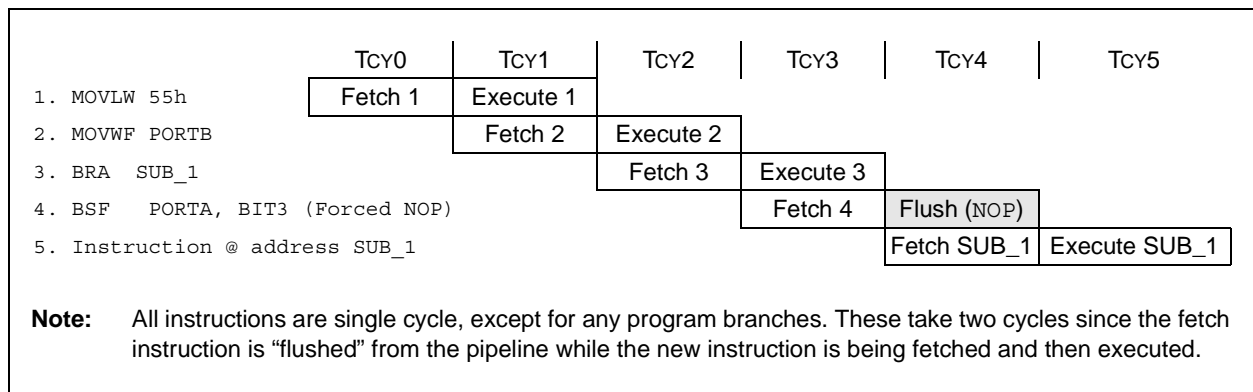 TCY0 TCY1 TCY2 TCY3 TCY4 TCY5
1. MOVLW 55h Fetch 1 Execute 1
2. MOVWF PORTB Fetch 2 Execute 2
3. BRA SUB_1 Fetch 3 Execute 3
4. BSF PORTA, BIT3 (Forced NOP) Fetch 4 Flush (NOP)
5. Instruction @ address SUB_1 Fetch SUB_1 Execute SUB_1
Note: All instructions are single cycle, except for any program branches. These take two cycles since the fetch
instruction is “flushed” from the pipeline while the new instruction is being fetched and then executed.